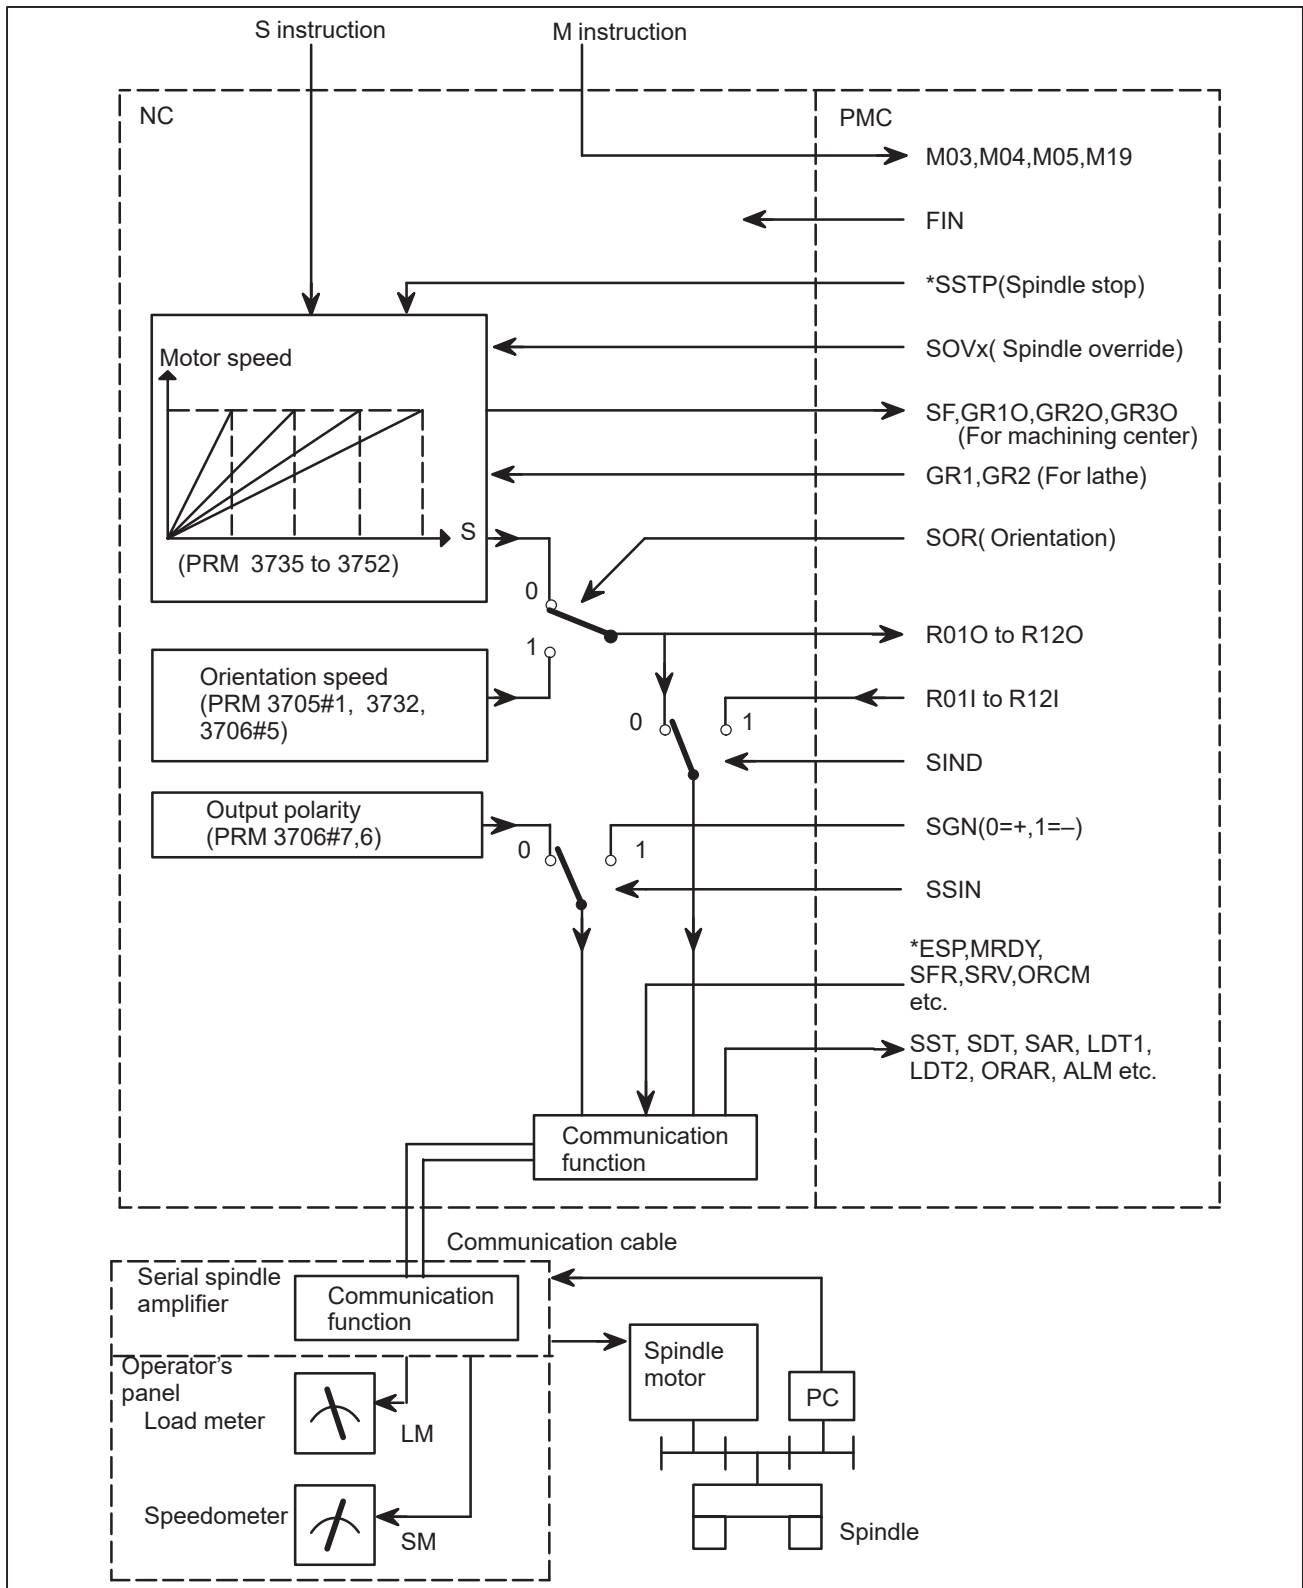 S instruction
M instruction
NC
PMC
M03,M04,M05,M19
FIN
*SSTP(Spindle stop)
SOVx( Spindle override)
Motor speed
SF,GR1O,GR2O,GR3O
(For machining center)
GR1,GR2 (For lathe)
S
SOR( Orientation)
(PRM 3735 to 3752)
0
1
R01O to R12O
Orientation speed
(PRM 3705#1, 3732,
3706#5)
R01I to R12I
0
1
SIND
Output polarity
(PRM 3706#7,6)
SGN(0=+,1=–)
0
1
SSIN
*ESP,MRDY,
SFR,SRV,ORCM
etc.
SST, SDT, SAR, LDT1,
LDT2, ORAR, ALM etc.
Communication
function
Communication cable
Serial spindle
amplifier
Communication
function
Operator's
panel
Load meter
LM
Spindle
motor
PC
Speedometer
SM
Spindle